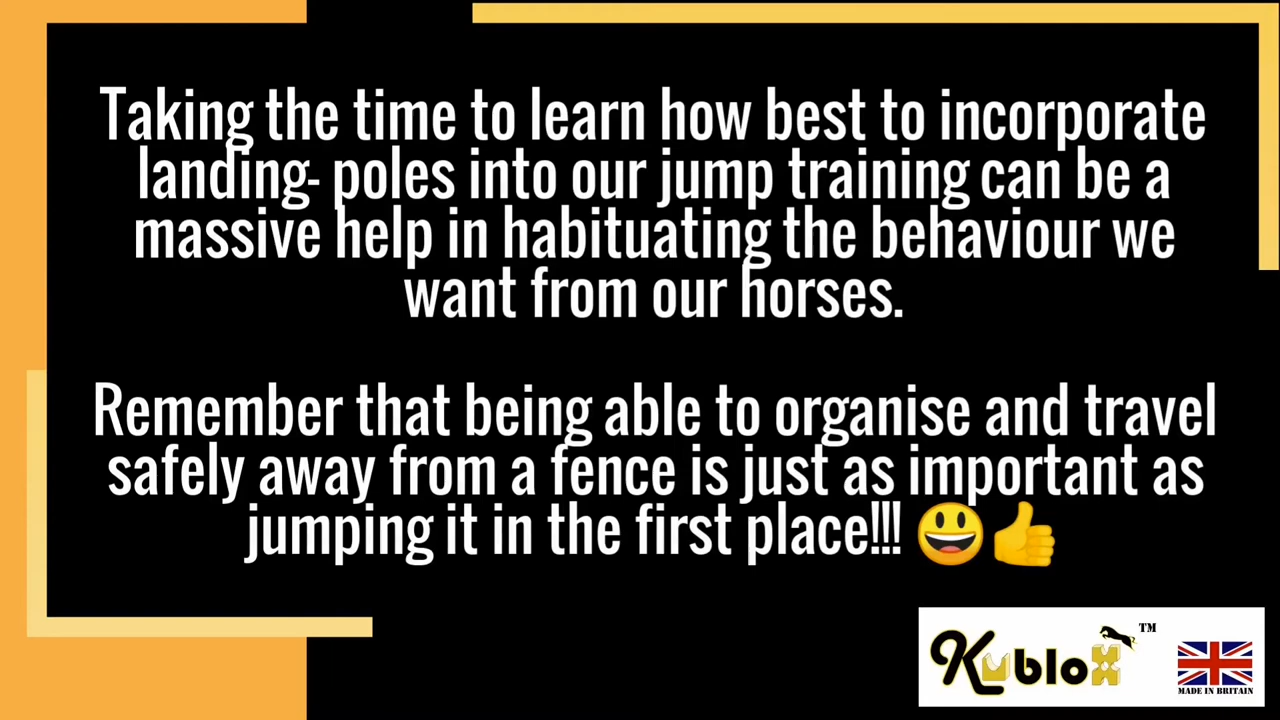 Taking the time to learn how best to incorporate
landing- poles into our jump training can be a
massive help in habituating the behaviour we
want from our horses.
Remember that being able to organise and travel
safely away from a fence is just as important as
jumping it in the first place!!! 😃👍
Kublox TM
MADE IN BRITAIN